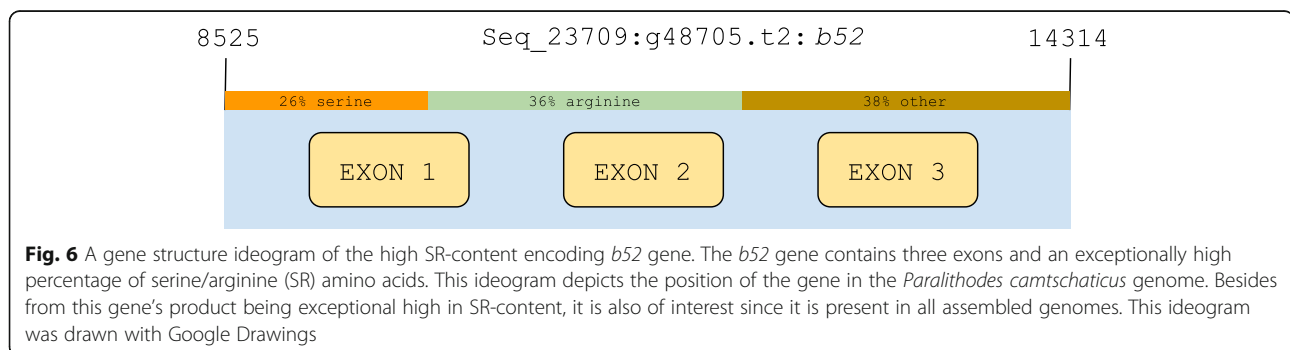 8525 Seq_23709:g48705.t2: b52 14314
26% serine 36% arginine 38% other
EXON 1 EXON 2 EXON 3
Fig. 6 A gene structure ideogram of the high SR-content encoding b52 gene. The b52 gene contains three exons and an exceptionally high
percentage of serine/arginine (SR) amino acids. This ideogram depicts the position of the gene in the Paralithodes camtschaticus genome. Besides
from this gene’s product being exceptional high in SR-content, it is also of interest since it is present in all assembled genomes. This ideogram
was drawn with Google Drawings